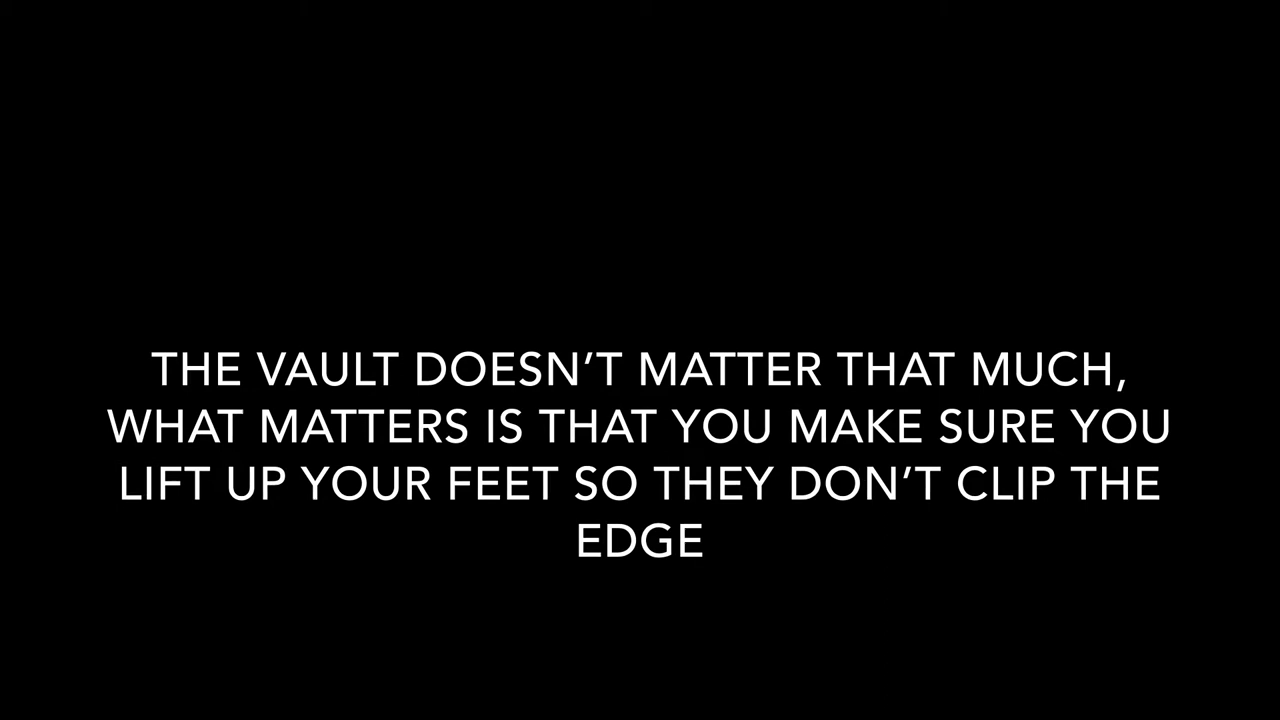 THE VAULT DOESN’T MATTER THAT MUCH,
WHAT MATTERS IS THAT YOU MAKE SURE YOU
LIFT UP YOUR FEET SO THEY DON’T CLIP THE
EDGE